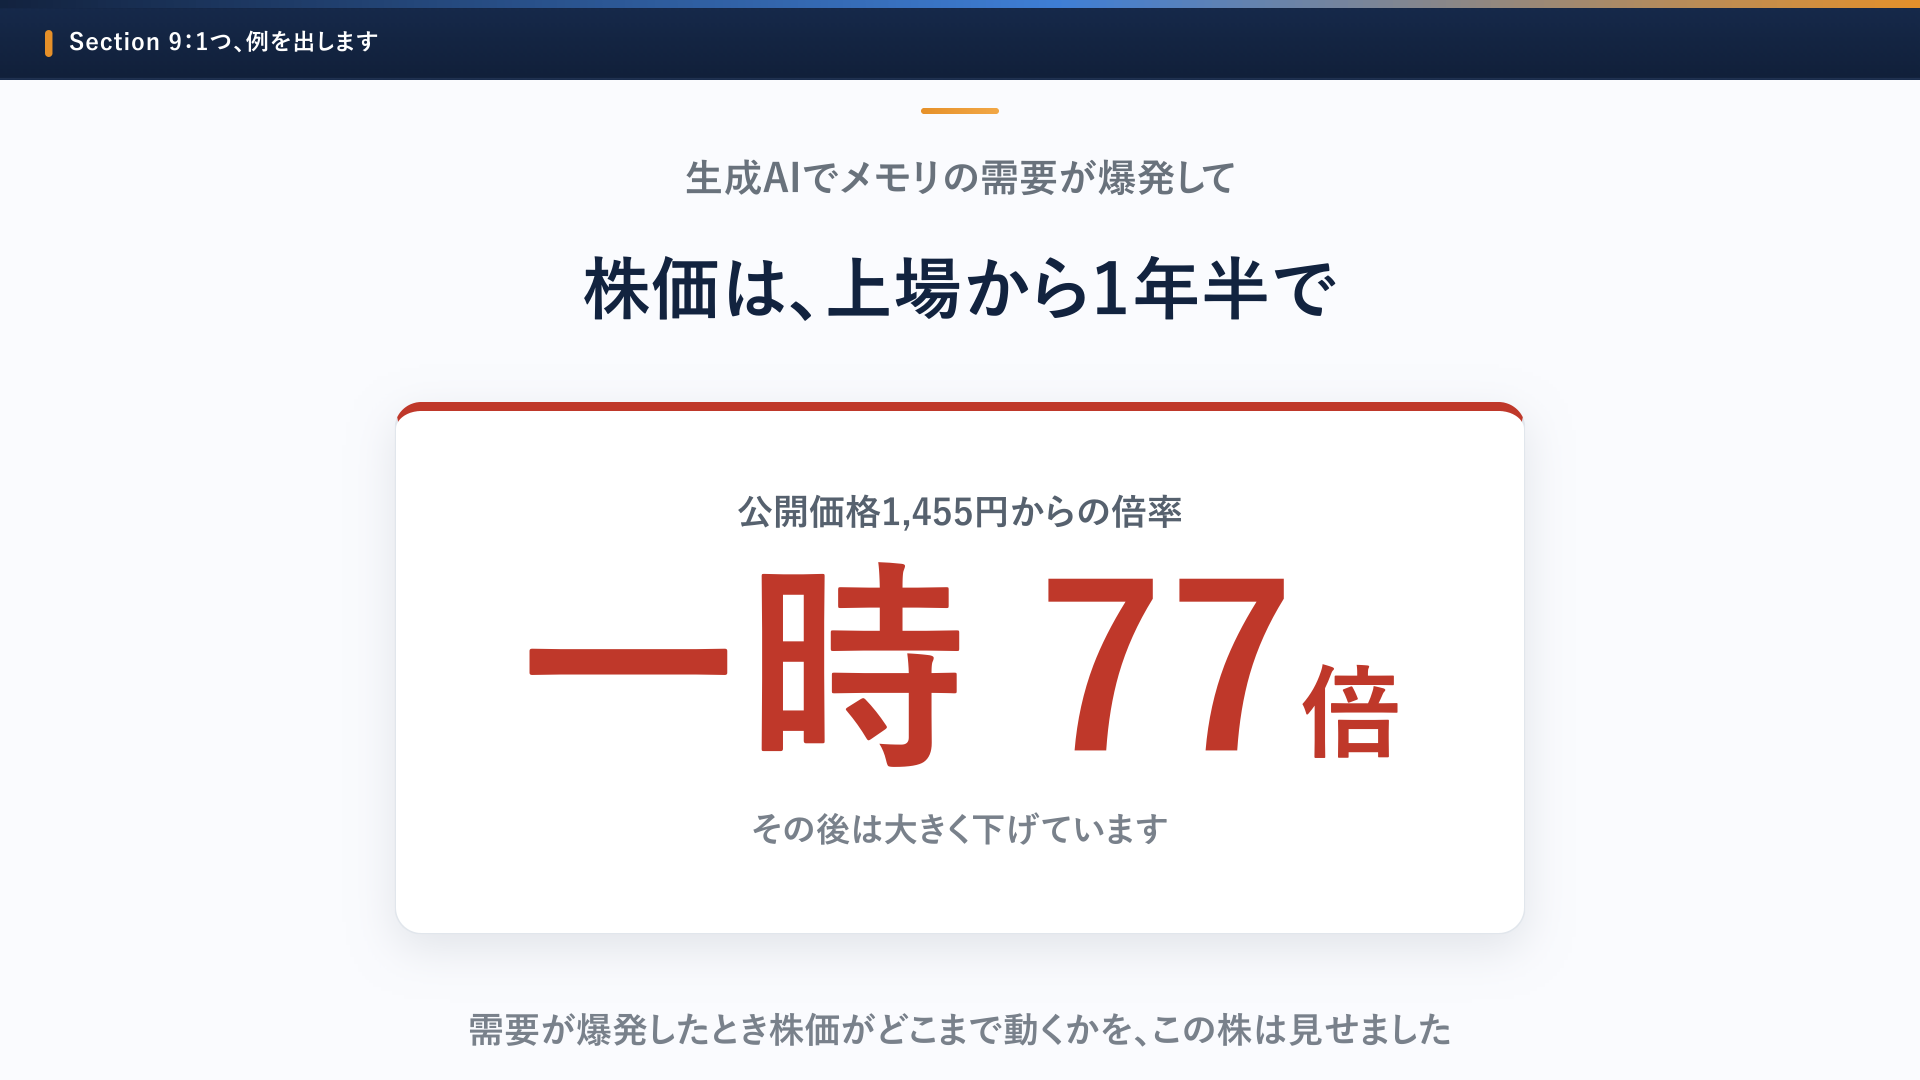 Section 9：1つ、例を出します
生成AIでメモリの需要が爆発して
株価は、上場から1年半で
公開価格1,455円からの倍率
一時 77倍
その後は大きく下げています
需要が爆発したとき株価がどこまで動くかを、この株は見せました